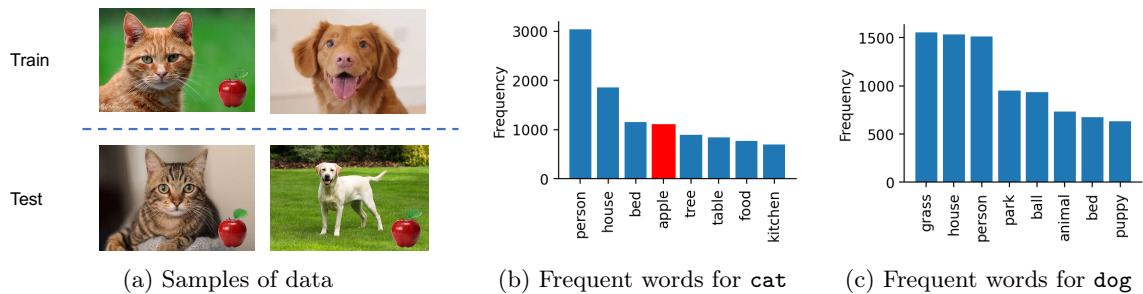 Train
Test
(a) Samples of data
Frequency
3000
2000
1000
0
person
house
bed
apple
tree
table
food
kitchen
(b) Frequent words for cat
Frequency
1500
1000
500
0
grass
house
person
park
ball
animal
bed
puppy
(c) Frequent words for dog